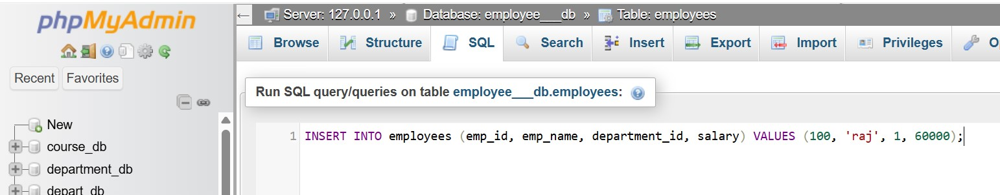 phpMyAdmin
Recent Favorites
New
course_db
department_db
depart_db
← Server: 127.0.0.1 » Database: employee___db » Table: employees
Browse Structure SQL Search Insert Export Import Privileges
Run SQL query/queries on table employee___db.employees:
1 INSERT INTO employees (emp_id, emp_name, department_id, salary) VALUES (100, 'raj', 1, 60000);